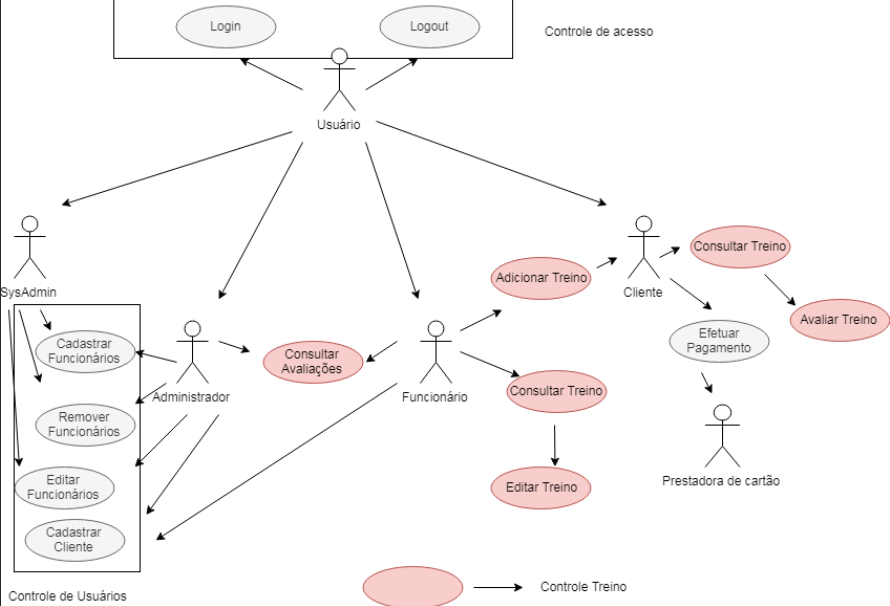 Login
Logout
Controle de acesso
Usuário
SysAdmin
Cliente
Consultar Treino
Adicionar Treino
Avaliar Treino
Efetuar
Pagamento
Cadastrar
Funcionários
Consultar
Avaliações
Administrador
Funcionário
Consultar Treino
Remover
Funcionários
Editar
Funcionários
Editar Treino
Prestadora de cartão
Cadastrar
Cliente
Controle de Usuários
Controle Treino